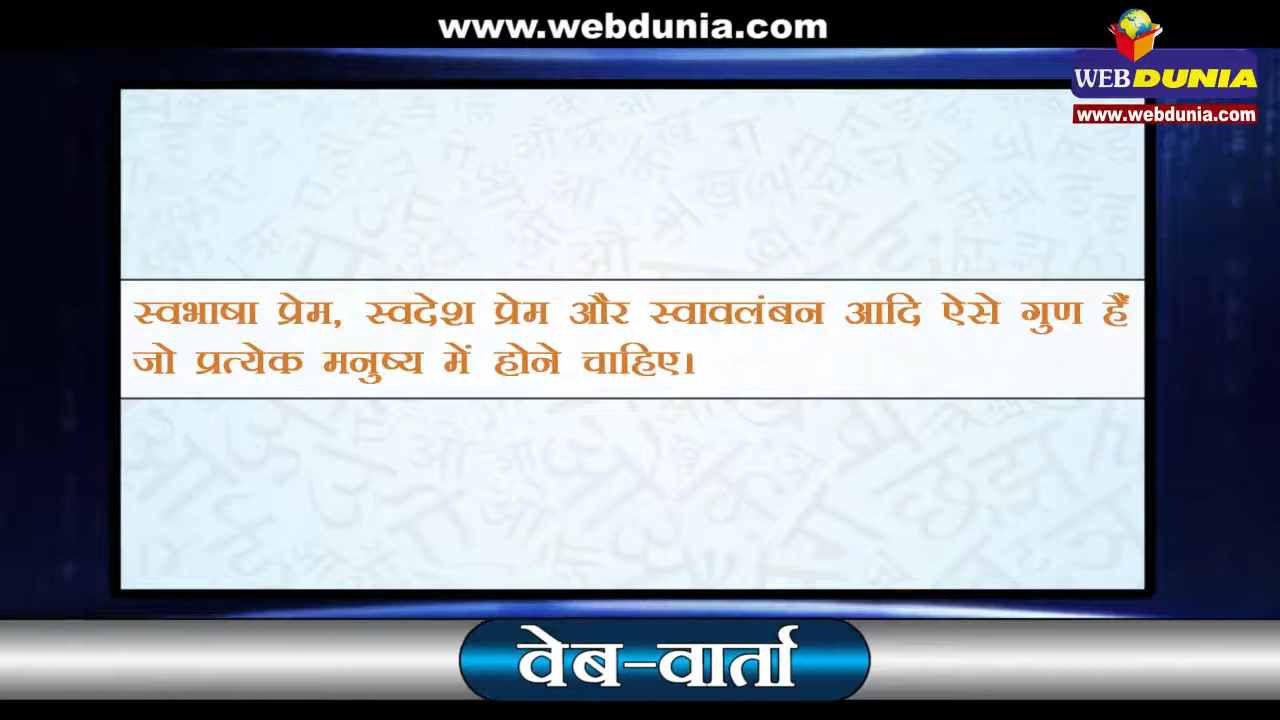 www.webdunia.com
WEBDUNIA
www.webdunia.com
स्वभाषा प्रेम, स्वदेश प्रेम और स्वावलंबन आदि ऐसे गुण हैं
जो प्रत्येक मनुष्य में होने चाहिए।
वेब-वार्ता